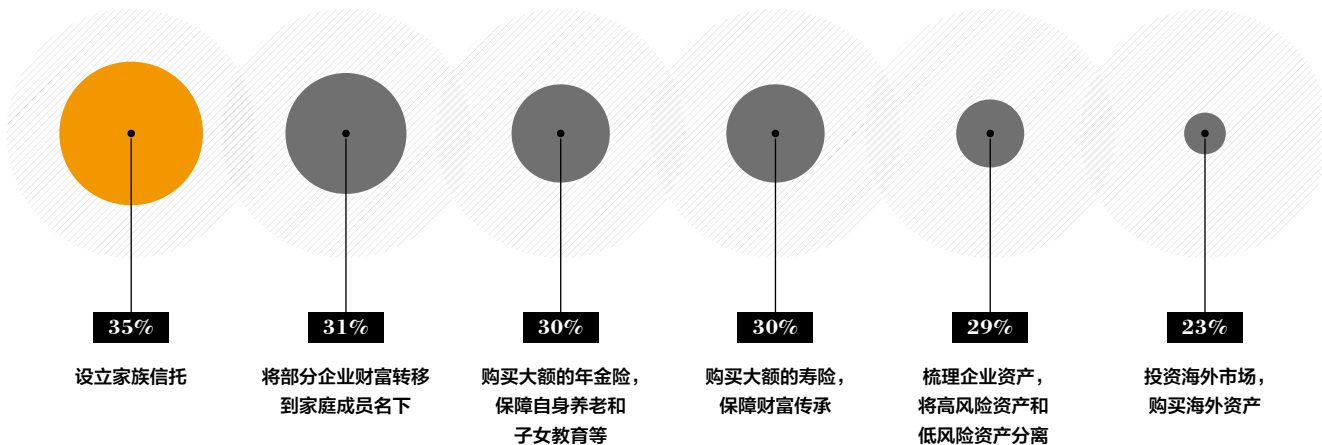 35%
设立家族信托
31%
将部分企业财富转移
到家庭成员名下
30%
购买大额的年金险，
保障自身养老和
子女教育等
30%
购买大额的寿险，
保障财富传承
29%
梳理企业资产，
将高风险资产和
低风险资产分离
23%
投资海外市场，
购买海外资产